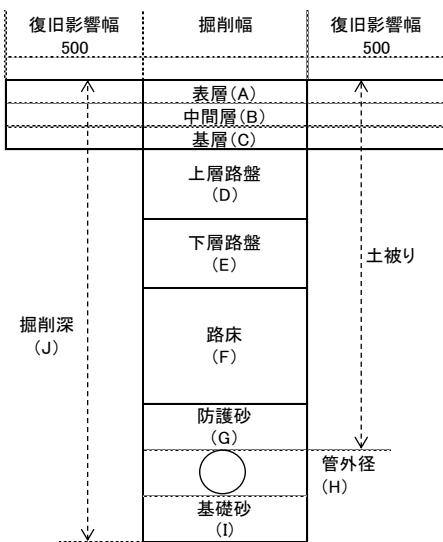 復旧影響幅
500
掘削幅
復旧影響幅
500
表層(A)
中間層(B)
基層(C)
上層路盤
(D)
下層路盤
(E)
土被り
掘削深
(J)
路床
(F)
防護砂
(G)
管外径
(H)
基礎砂
(I)